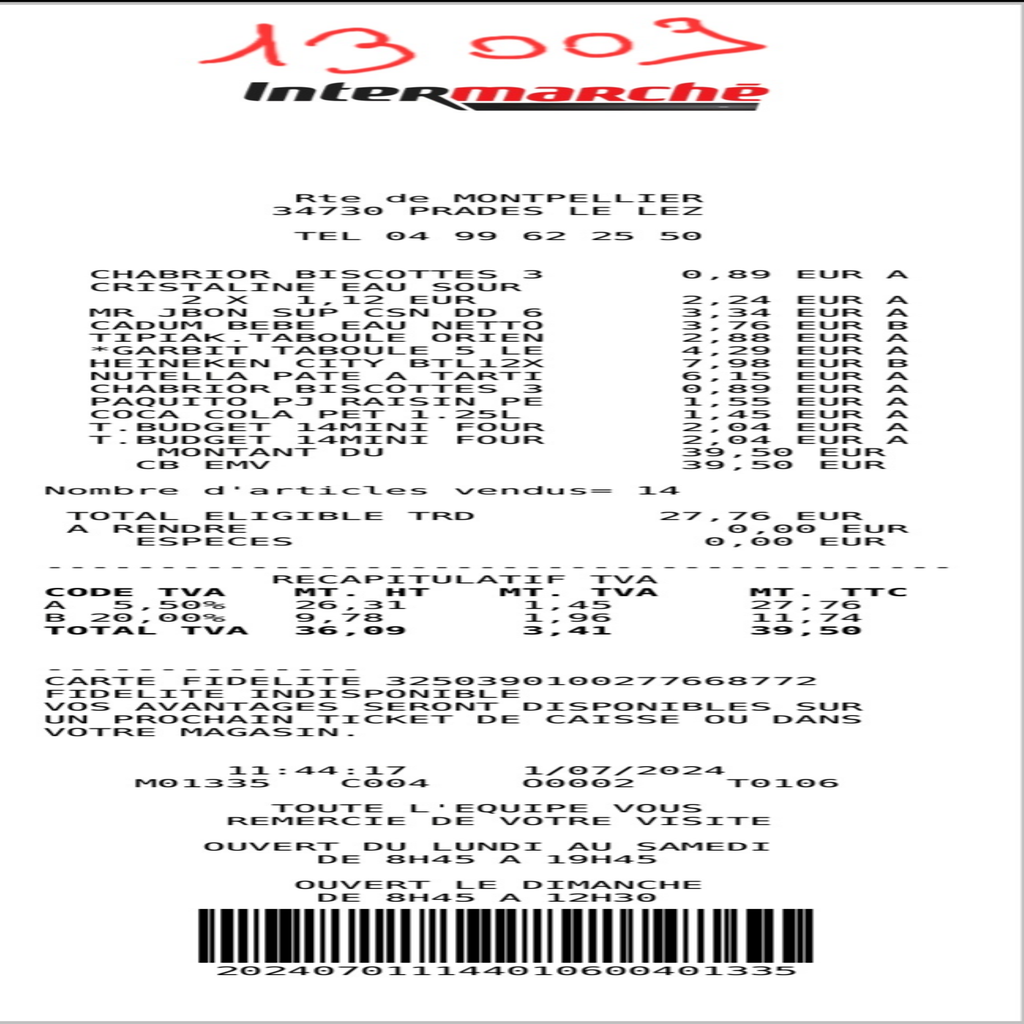 13 009
Intermarchē
Rte de MONTPELLIER
34730 PRADES LE LEZ
TEL 04 99 62 25 50
CHABRIOR BISCOTTES 3 0,89 EUR A
CRISTALINE EAU SOUR
2 X 1,12 EUR 2,24 EUR A
MR JBON SUP CSN DD 6 3,34 EUR A
CADUM BEBE EAU NETTO 3,76 EUR B
TIPIAK.TABOULE ORIEN 2,88 EUR A
*GARBIT TABOULE 5 LE 4,29 EUR A
HEINEKEN CITY BTL12X 7,98 EUR B
NUTELLA PATE A TARTI 6,15 EUR A
CHABRIOR BISCOTTES 3 0,89 EUR A
PAQUITO PJ RAISIN PE 1,55 EUR A
COCA COLA PET 1.25L 1,45 EUR A
T.BUDGET 14MINI FOUR 2,04 EUR A
T.BUDGET 14MINI FOUR 2,04 EUR A
MONTANT DU 39,50 EUR
CB EMV 39,50 EUR
Nombre d'articles vendus= 14
TOTAL ELIGIBLE TRD 27,76 EUR
A RENDRE 0,00 EUR
ESPECES 0,00 EUR
- - - - - - - - - - - - - - - - - - - - - - - - - - - - - - - - - - - - - - - -
RECAPITULATIF TVA
CODE TVA MT. HT MT. TVA MT. TTC
A 5,50% 26,31 1,45 27,76
B 20,00% 9,78 1,96 11,74
TOTAL TVA 36,09 3,41 39,50
- - - - - - - - - - - - - -
CARTE FIDELITE 3250390100277668772
FIDELITE INDISPONIBLE
VOS AVANTAGES SERONT DISPONIBLES SUR
UN PROCHAIN TICKET DE CAISSE OU DANS
VOTRE MAGASIN.
11:44:17 1/07/2024
M01335 C004 O0002 T0106
TOUTE L'EQUIPE VOUS
REMERCIE DE VOTRE VISITE
OUVERT DU LUNDI AU SAMEDI
DE 8H45 A 19H45
OUVERT LE DIMANCHE
DE 8H45 A 12H30
202407011144010600401335